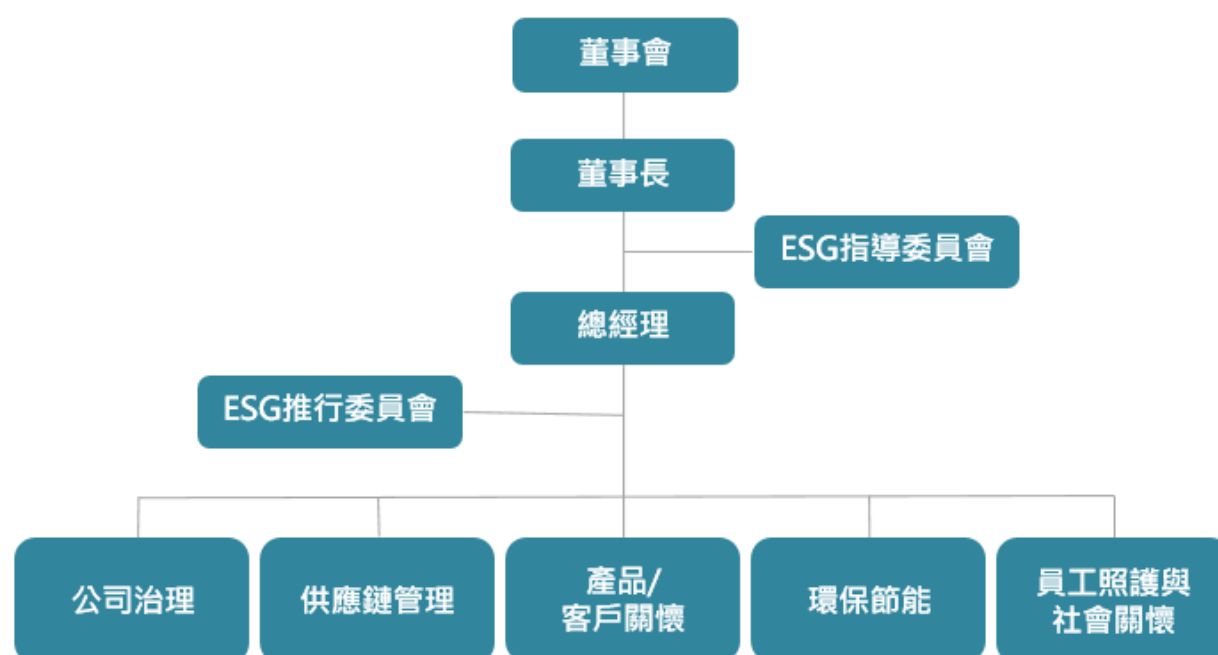 董事會
董事長
ESG指導委員會
總經理
ESG推行委員會
公司治理
供應鏈管理
產品/
客戶關懷
環保節能
員工照護與
社會關懷